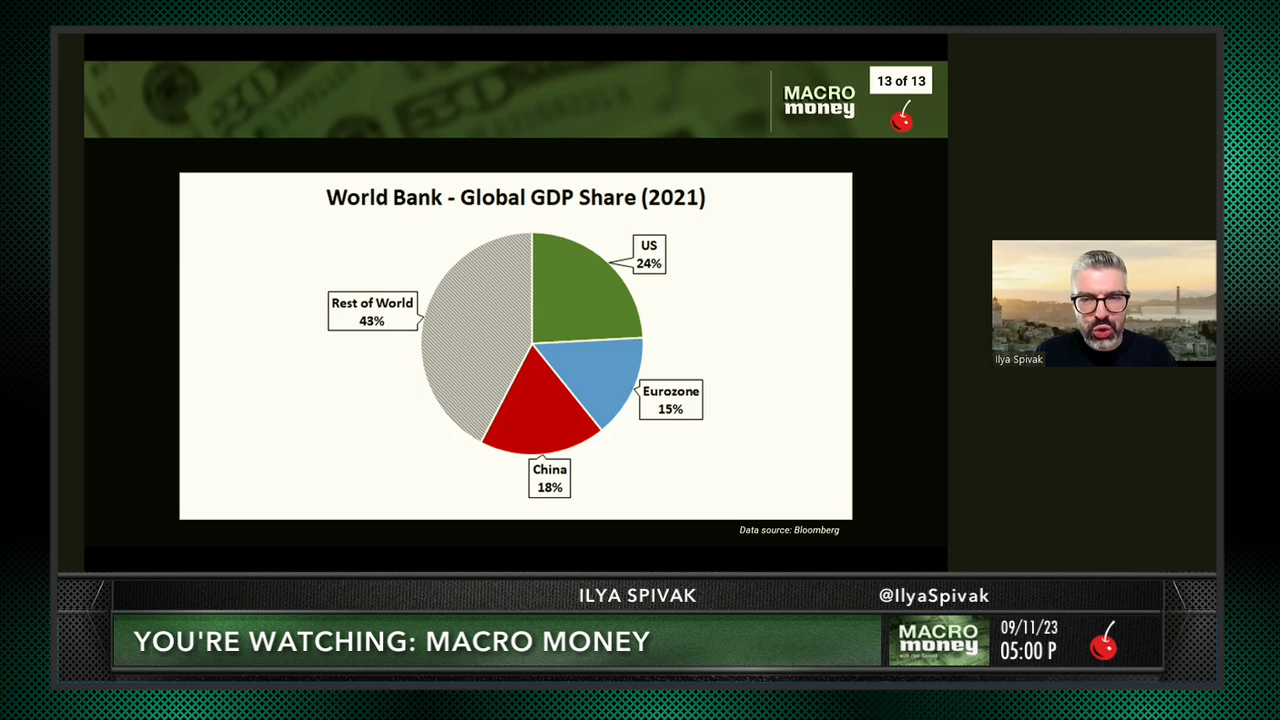 MACRO
money
13 of 13
World Bank - Global GDP Share (2021)
US
24%
Rest of World
43%
Eurozone
15%
China
18%
Data source: Bloomberg
Ilya Spivak
ILYA SPIVAK
@IlyaSpivak
YOU'RE WATCHING: MACRO MONEY
MACRO
money
09/11/23
05:00 P